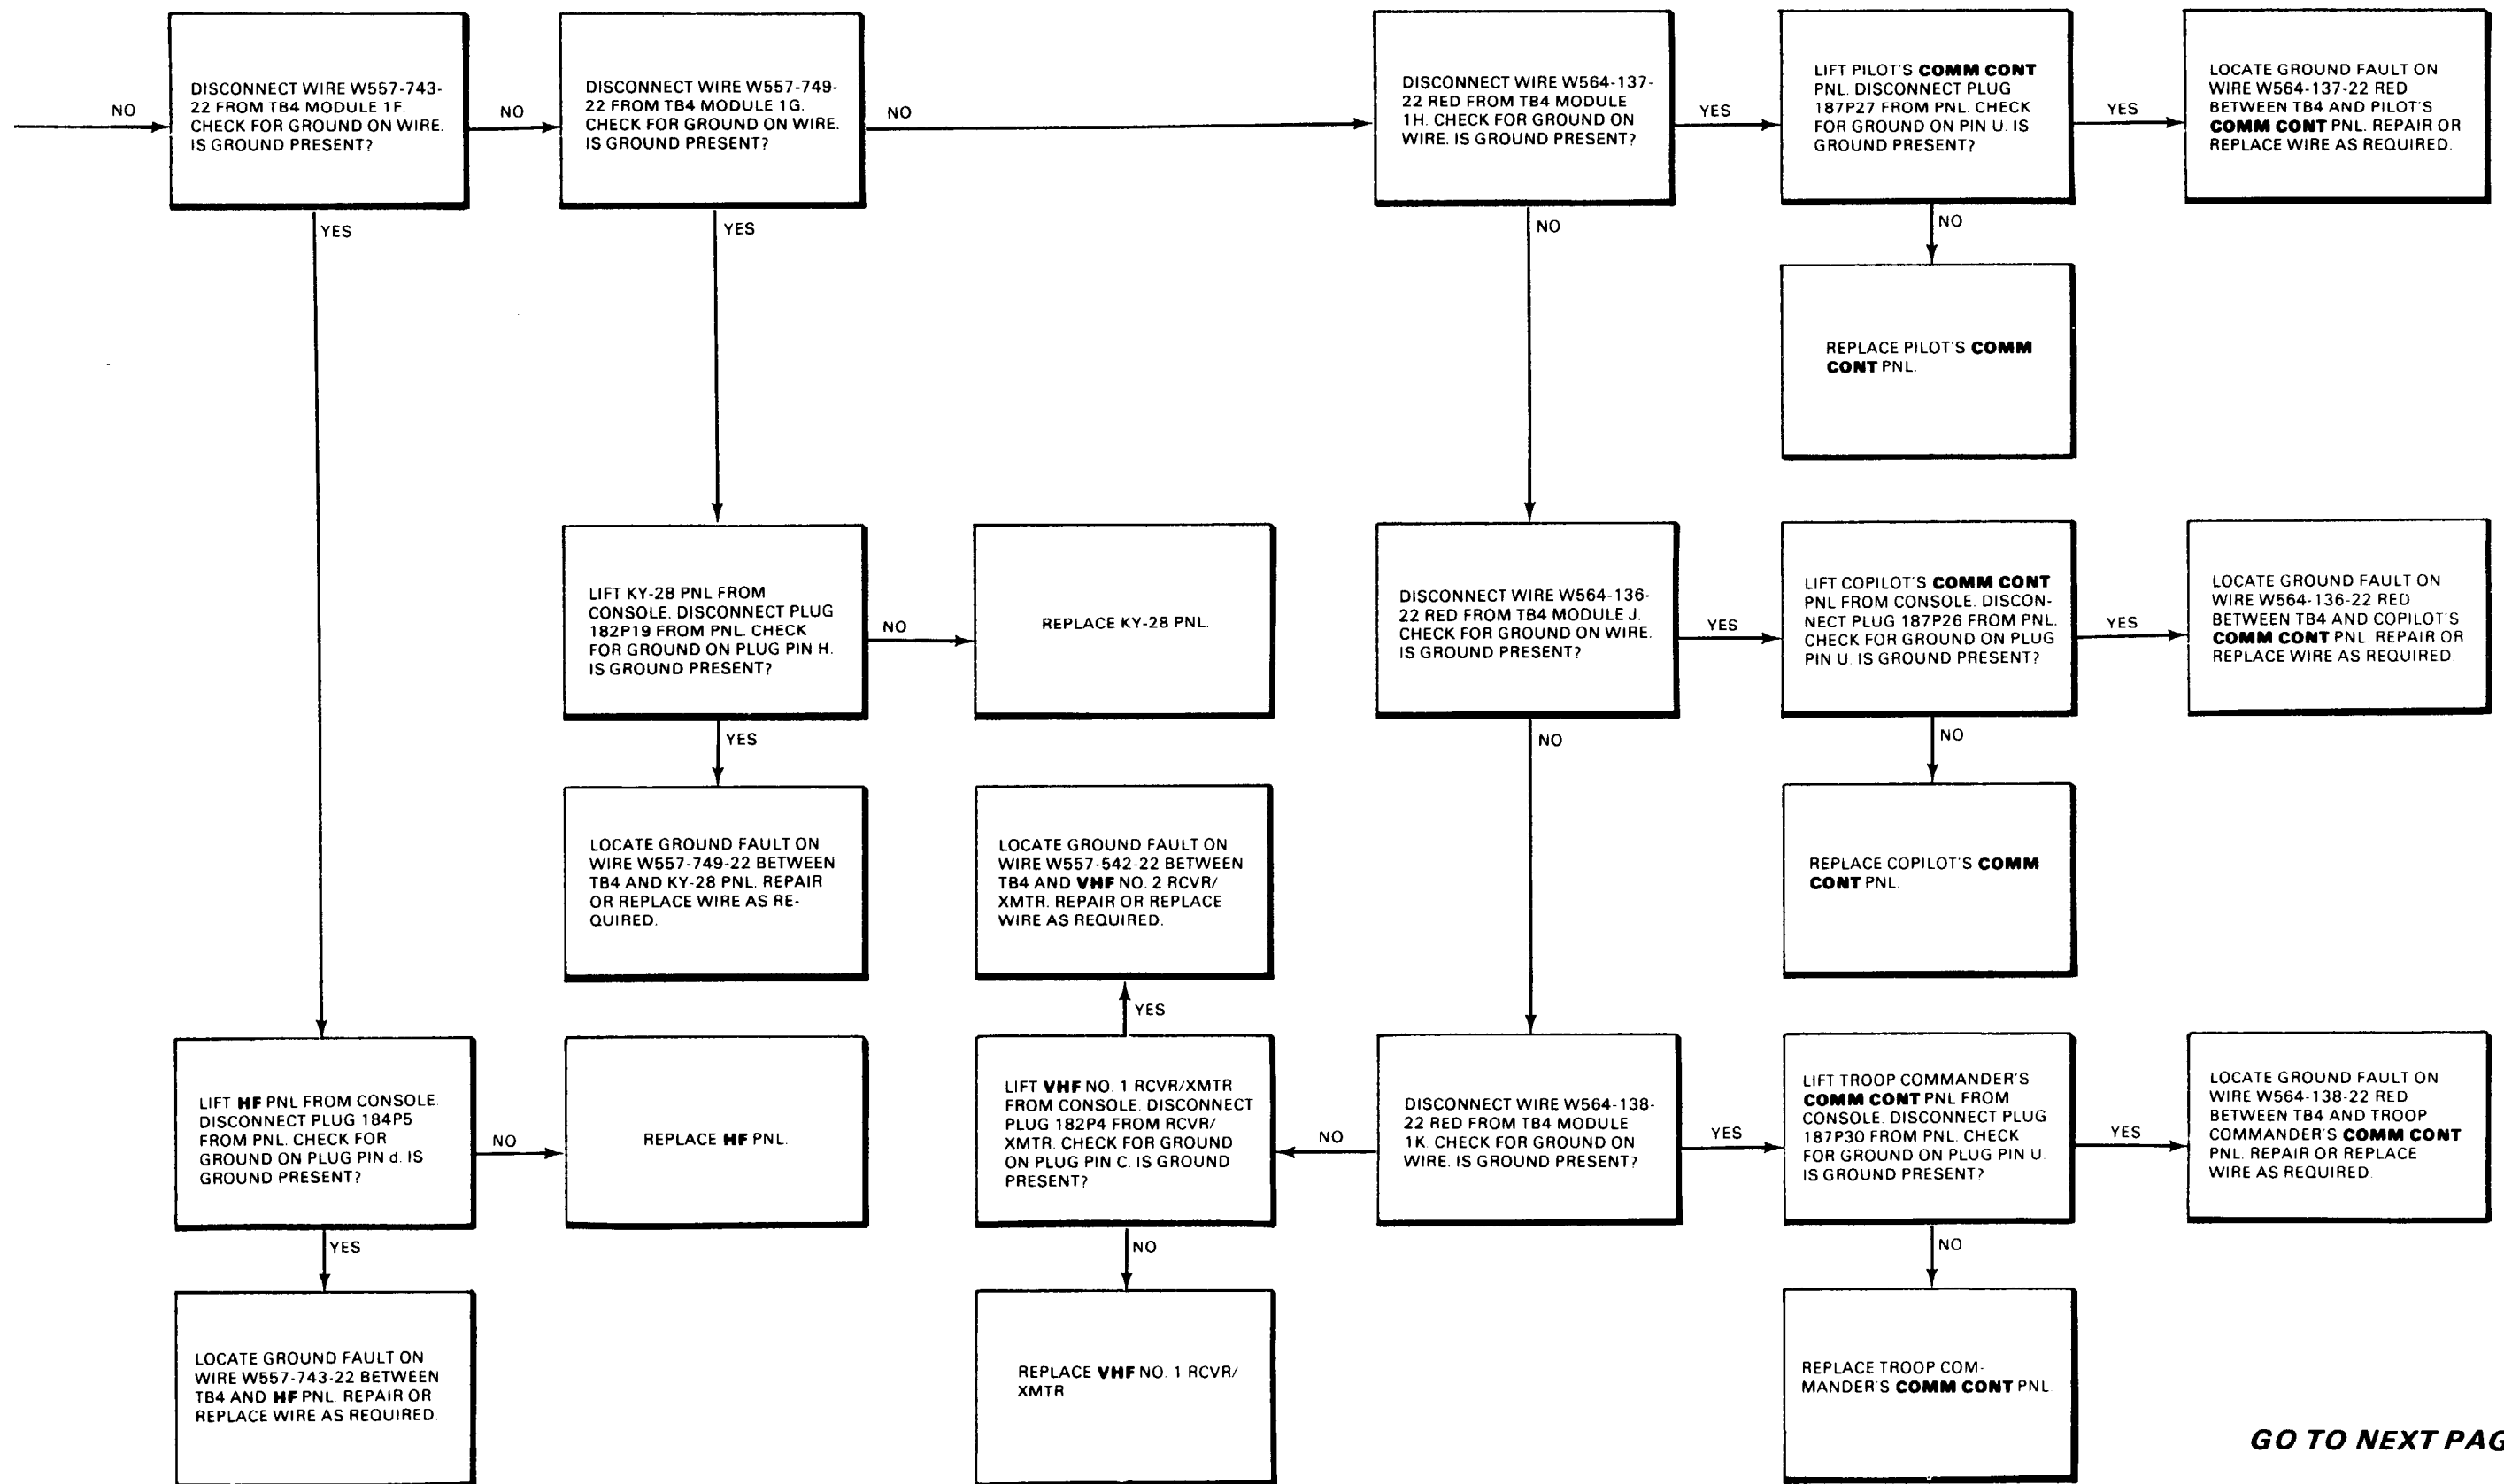 NO
DISCONNECT WIRE W557-743-
22 FROM TB4 MODULE 1F.
CHECK FOR GROUND ON WIRE.
IS GROUND PRESENT?
NO
YES
DISCONNECT WIRE W557-749-
22 FROM TB4 MODULE 1G.
CHECK FOR GROUND ON WIRE.
IS GROUND PRESENT?
NO
YES
DISCONNECT WIRE W564-137-
22 RED FROM TB4 MODULE
1H. CHECK FOR GROUND ON
WIRE. IS GROUND PRESENT?
YES
NO
LIFT PILOT'S COMM CONT
PNL. DISCONNECT PLUG
187P27 FROM PNL. CHECK
FOR GROUND ON PIN U. IS
GROUND PRESENT?
YES
NO
LOCATE GROUND FAULT ON
WIRE W564-137-22 RED
BETWEEN TB4 AND PILOT'S
COMM CONT PNL. REPAIR OR
REPLACE WIRE AS REQUIRED.
REPLACE PILOT'S COMM
CONT PNL.
LIFT KY-28 PNL FROM
CONSOLE. DISCONNECT PLUG
182P19 FROM PNL. CHECK
FOR GROUND ON PLUG PIN H.
IS GROUND PRESENT?
NO
YES
REPLACE KY-28 PNL.
DISCONNECT WIRE W564-136-
22 RED FROM TB4 MODULE J.
CHECK FOR GROUND ON WIRE.
IS GROUND PRESENT?
YES
NO
LIFT COPILOT'S COMM CONT
PNL FROM CONSOLE. DISCON-
NECT PLUG 187P26 FROM PNL.
CHECK FOR GROUND ON PLUG
PIN U. IS GROUND PRESENT?
YES
NO
LOCATE GROUND FAULT ON
WIRE W564-136-22 RED
BETWEEN TB4 AND COPILOT'S
COMM CONT PNL. REPAIR OR
REPLACE WIRE AS REQUIRED.
LOCATE GROUND FAULT ON
WIRE W557-749-22 BETWEEN
TB4 AND KY-28 PNL. REPAIR
OR REPLACE WIRE AS RE-
QUIRED.
LOCATE GROUND FAULT ON
WIRE W557-542-22 BETWEEN
TB4 AND VHF NO. 2 RCVR/
XMTR. REPAIR OR REPLACE
WIRE AS REQUIRED.
YES
REPLACE COPILOT'S COMM
CONT PNL.
LIFT HF PNL FROM CONSOLE.
DISCONNECT PLUG 184P5
FROM PNL. CHECK FOR
GROUND ON PLUG PIN d. IS
GROUND PRESENT?
NO
YES
REPLACE HF PNL.
LIFT VHF NO. 1 RCVR/XMTR
FROM CONSOLE. DISCONNECT
PLUG 182P4 FROM RCVR/
XMTR. CHECK FOR GROUND
ON PLUG PIN C. IS GROUND
PRESENT?
NO
NO
DISCONNECT WIRE W564-138-
22 RED FROM TB4 MODULE
1K. CHECK FOR GROUND ON
WIRE. IS GROUND PRESENT?
YES
LIFT TROOP COMMANDER'S
COMM CONT PNL FROM
CONSOLE. DISCONNECT PLUG
187P30 FROM PNL. CHECK
FOR GROUND ON PLUG PIN U.
IS GROUND PRESENT?
YES
NO
LOCATE GROUND FAULT ON
WIRE W564-138-22 RED
BETWEEN TB4 AND TROOP
COMMANDER'S COMM CONT
PNL. REPAIR OR REPLACE
WIRE AS REQUIRED.
LOCATE GROUND FAULT ON
WIRE W557-743-22 BETWEEN
TB4 AND HF PNL. REPAIR OR
REPLACE WIRE AS REQUIRED.
REPLACE VHF NO. 1 RCVR/
XMTR.
REPLACE TROOP COM-
MANDER'S COMM CONT PNL.
GO TO NEXT PAG